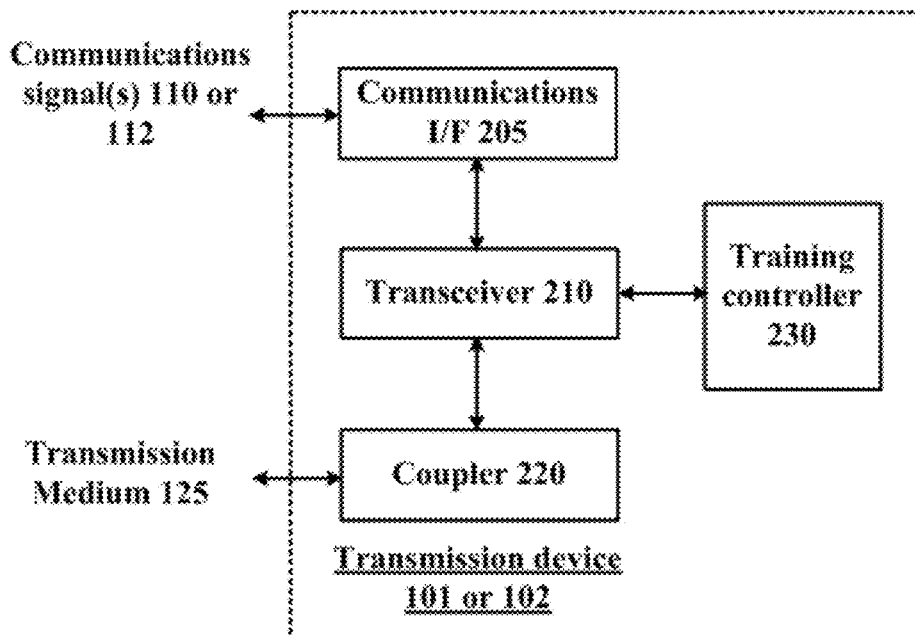 Communications
signal(s) 110 or
112
Communications
I/F 205
Transceiver 210
Training
controller
230
Transmission
Medium 125
Coupler 220
Transmission device
101 or 102